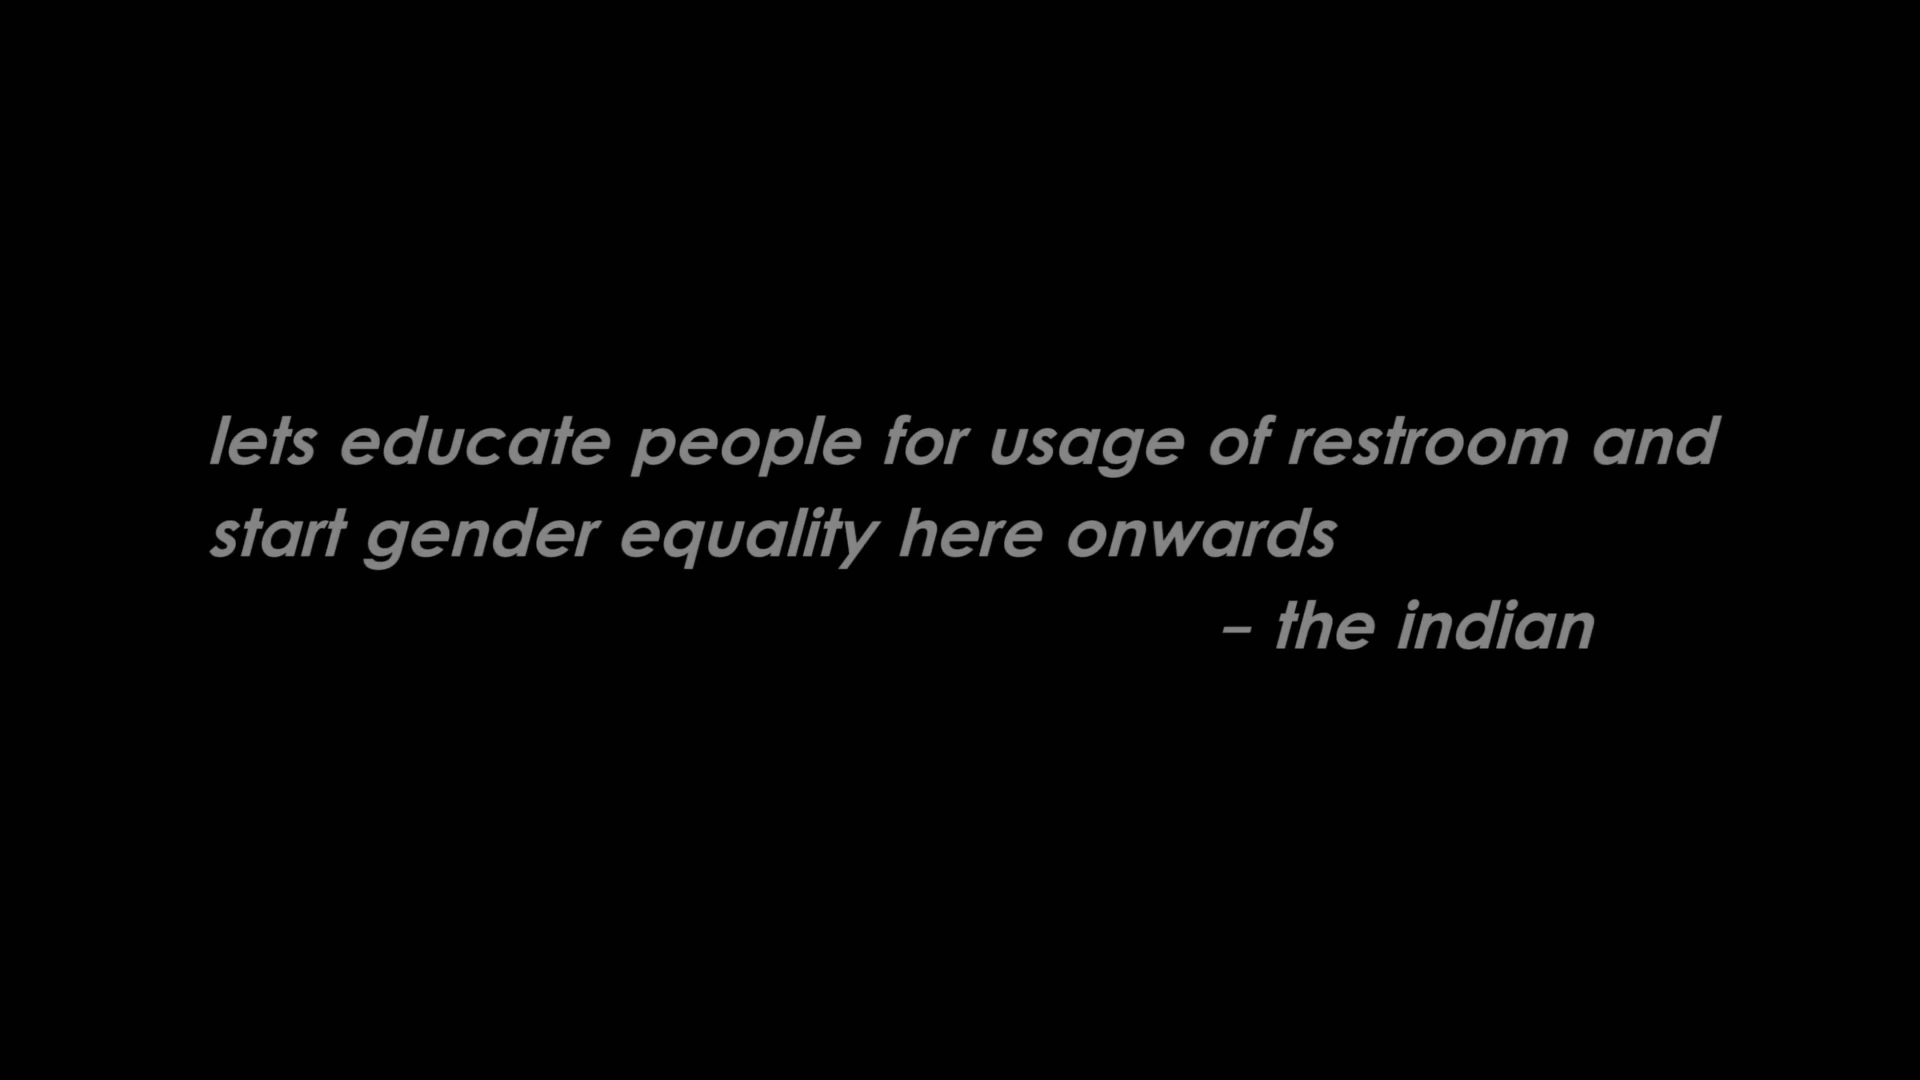 lets educate people for usage of restroom and
start gender equality here onwards
– the indian